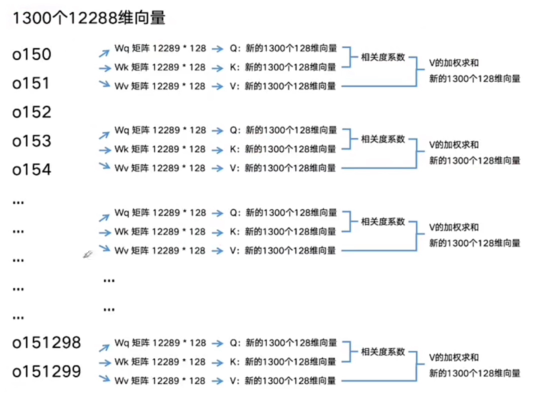 1300个12288维向量
o150
o151
o152
o153
o154
...
...
...
...
...
o151298
o151299
Wq 矩阵 12289 * 128 Q：新的1300个128维向量
Wk 矩阵 12289 * 128 K：新的1300个128维向量
Wv 矩阵 12289 * 128 V：新的1300个128维向量
相关度系数
V的加权求和
新的1300个128维向量
Wq 矩阵 12289 * 128 Q：新的1300个128维向量
Wk 矩阵 12289 * 128 K：新的1300个128维向量
Wv 矩阵 12289 * 128 V：新的1300个128维向量
相关度系数
V的加权求和
新的1300个128维向量
Wq 矩阵 12289 * 128 Q：新的1300个128维向量
Wk 矩阵 12289 * 128 K：新的1300个128维向量
Wv 矩阵 12289 * 128 V：新的1300个128维向量
相关度系数
V的加权求和
新的1300个128维向量
...
...
Wq 矩阵 12289 * 128 Q：新的1300个128维向量
Wk 矩阵 12289 * 128 K：新的1300个128维向量
Wv 矩阵 12289 * 128 V：新的1300个128维向量
相关度系数
V的加权求和
新的1300个128维向量